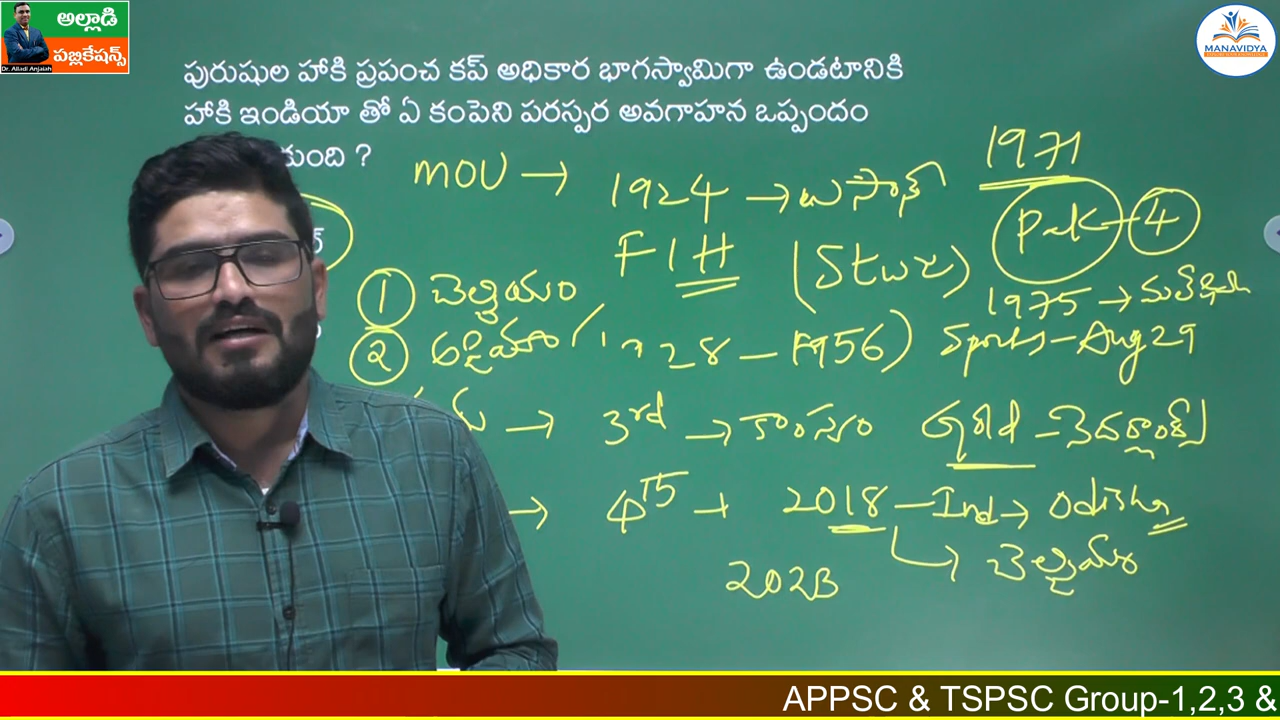 అల్లాడి
పబ్లికేషన్స్
Dr. Alladi Anjaiah
MANAVIDYA
పురుషుల హాకి ప్రపంచ కప్ అధికార భాగస్వామిగా ఉండటానికి
హాకి ఇండియా తో ఏ కంపెని పరస్పర అవగాహన ఒప్పందం
కుంది ?
1971
MOU → 1924 → లుసాన్
Pak - 4
FIH
① బెల్జియం
1975 → మలేషియా
② 1928 - 1956) Sports - Aug 29
→ 3rd → కాంస్యం Gold - నెదర్లాండ్స్
→ 4th 2018 - Ind → Odisha
→ బెల్జియం
2023
APPSC & TSPSC Group-1,2,3 &